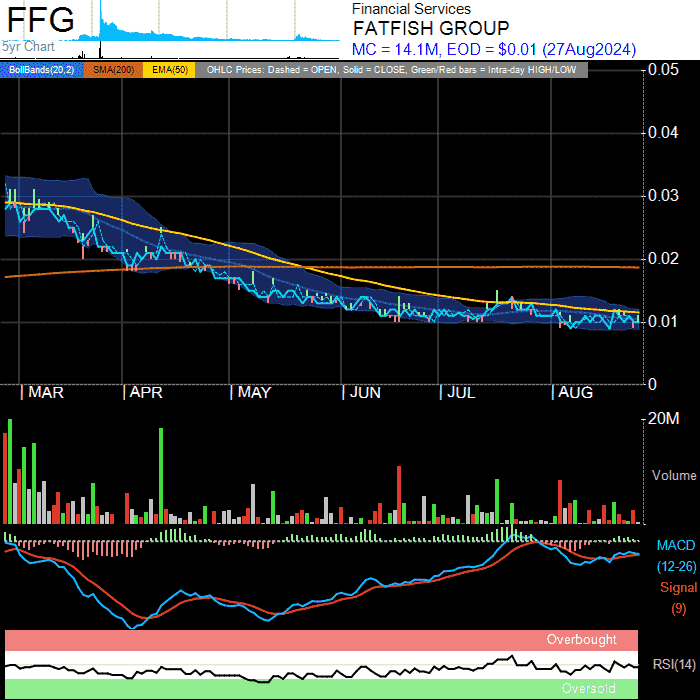 FFG
5yr Chart
Financial Services
FATFISH GROUP
MC = 14.1M, EOD = $0.01 (27Aug2024)
BollBands(20,2) SMA(200) EMA(50) OHLC Prices: Dashed = OPEN, Solid = CLOSE, Green/Red bars = Intra-day HIGH/LOW
0.05
0.04
0.03
0.02
0.01
0
MAR APR MAY JUN JUL AUG
20M
Volume
MACD
(12-26)
Signal
(9)
Overbought
RSI(14)
Oversold